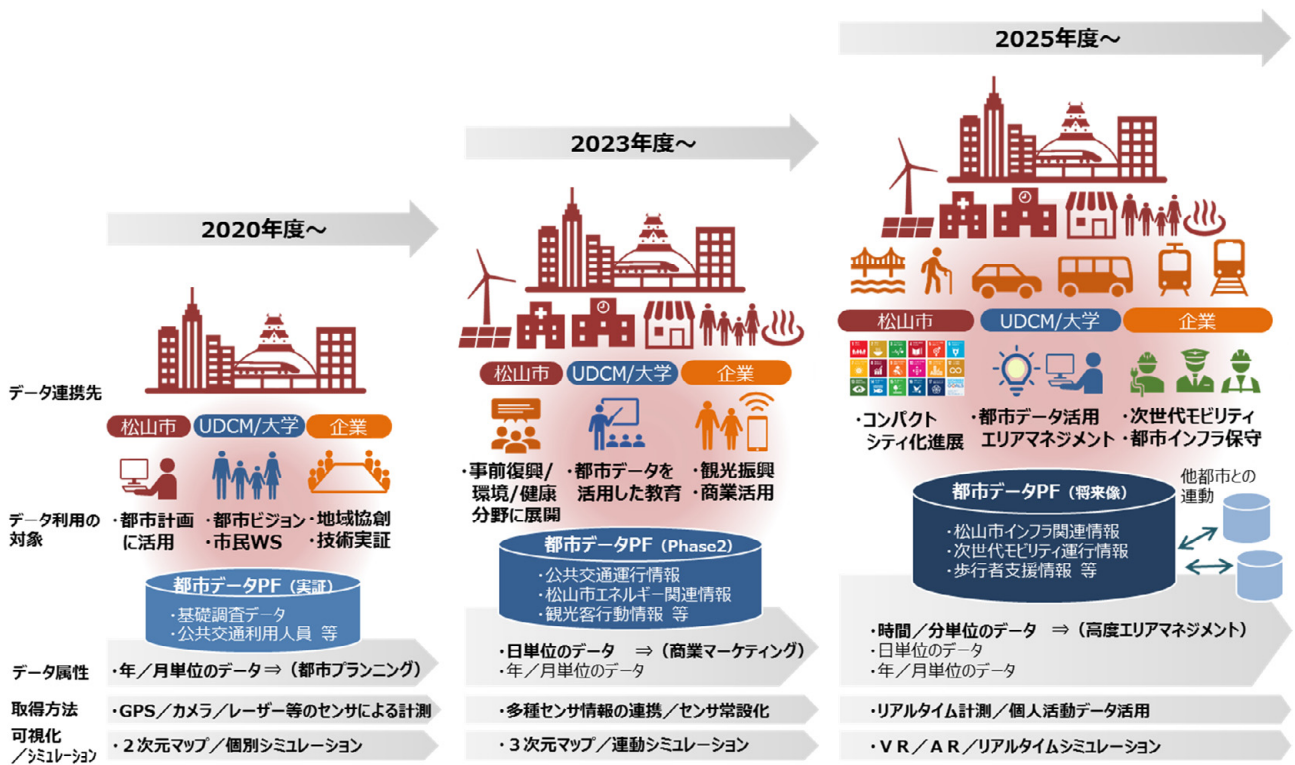 2025年度～
2023年度～
2020年度～
データ連携先
データ利用の
対象
データ属性
取得方法
可視化
／シミュレーション
松山市
UDCM/大学
企業
・都市計画
に活用
・都市ビジョン
・市民WS
・地域協創
・技術実証
都市データPF（実証）
・基礎調査データ
・公共交通利用人員 等
・年／月単位のデータ⇒（都市プランニング）
・GPS／カメラ／レーザー等のセンサによる計測
・２次元マップ／個別シミュレーション
松山市
UDCM/大学
企業
・事前復興/
環境/健康
分野に展開
・都市データを
活用した教育
・観光振興
・商業活用
都市データPF（Phase2）
・公共交通運行情報
・松山市エネルギー関連情報
・観光客行動情報 等
・日単位のデータ ⇒（商業マーケティング）
・年／月単位のデータ
・多種センサ情報の連携／センサ常設化
・３次元マップ／連動シミュレーション
松山市
UDCM/大学
企業
・コンパクト
シティ化進展
・都市データ活用
エリアマネジメント
・次世代モビリティ
・都市インフラ保守
都市データPF（将来像）
・松山市インフラ関連情報
・次世代モビリティ運行情報
・歩行者支援情報 等
他都市との
連動
・時間／分単位のデータ ⇒（高度エリアマネジメント）
・日単位のデータ
・年／月単位のデータ
・リアルタイム計測／個人活動データ活用
・ＶＲ／ＡＲ／リアルタイムシミュレーション